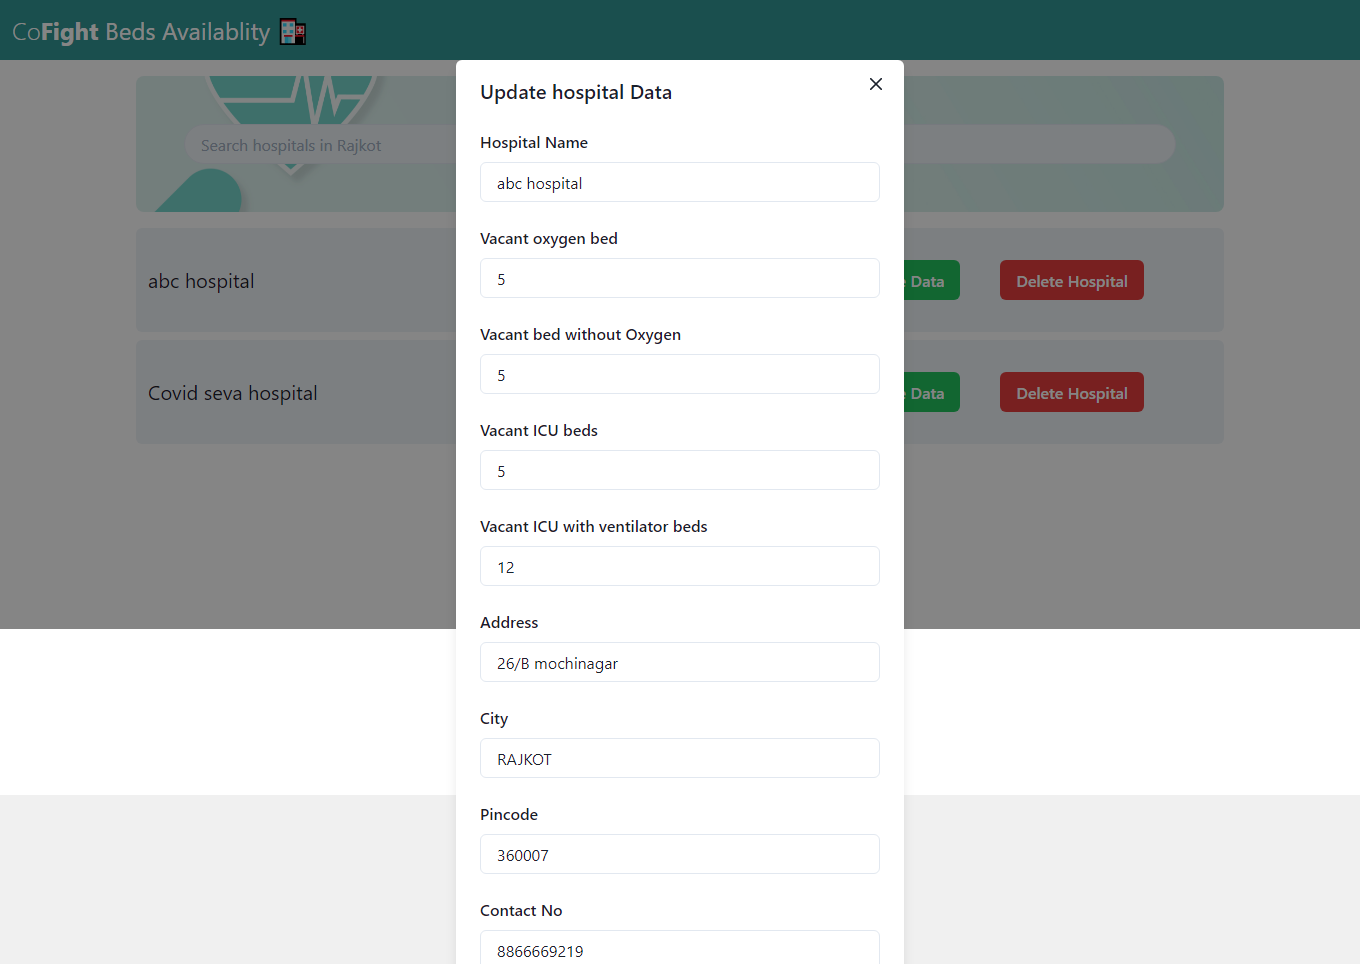 CoFight Beds Availablity
Update hospital Data
Hospital Name
Search hospitals in Rajkot
abc hospital
Vacant oxygen bed
abc hospital
5
Data
Delete Hospital
Vacant bed without Oxygen
5
Covid seva hospital
Data
Delete Hospital
Vacant ICU beds
5
Vacant ICU with ventilator beds
12
Address
26/B mochinagar
City
RAJKOT
Pincode
360007
Contact No
8866669219